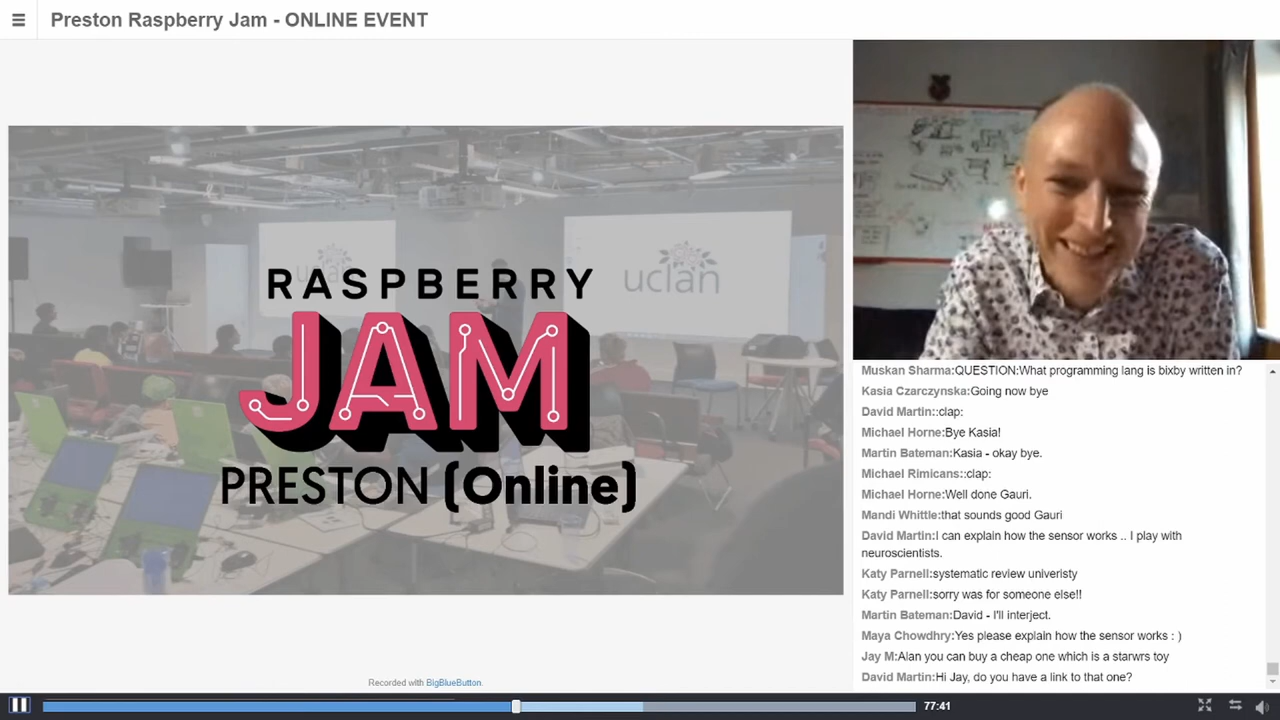 Preston Raspberry Jam - ONLINE EVENT
uclan
uclan
RASPBERRY
JAM
PRESTON (Online)
Recorded with BigBlueButton.
Muskan Sharma:QUESTION:What programming lang is bixby written in?
Kasia Czarczynska:Going now bye
David Martin::clap:
Michael Horne:Bye Kasia!
Martin Bateman:Kasia - okay bye.
Michael Rimicans::clap:
Michael Horne:Well done Gauri.
Mandi Whittle:that sounds good Gauri
David Martin:I can explain how the sensor works .. I play with
neuroscientists.
Katy Parnell:systematic review univeristy
Katy Parnell:sorry was for someone else!!
Martin Bateman:David - I'll interject.
Maya Chowdhry:Yes please explain how the sensor works : )
Jay M:Alan you can buy a cheap one which is a starwrs toy
David Martin:Hi Jay, do you have a link to that one?
77:41